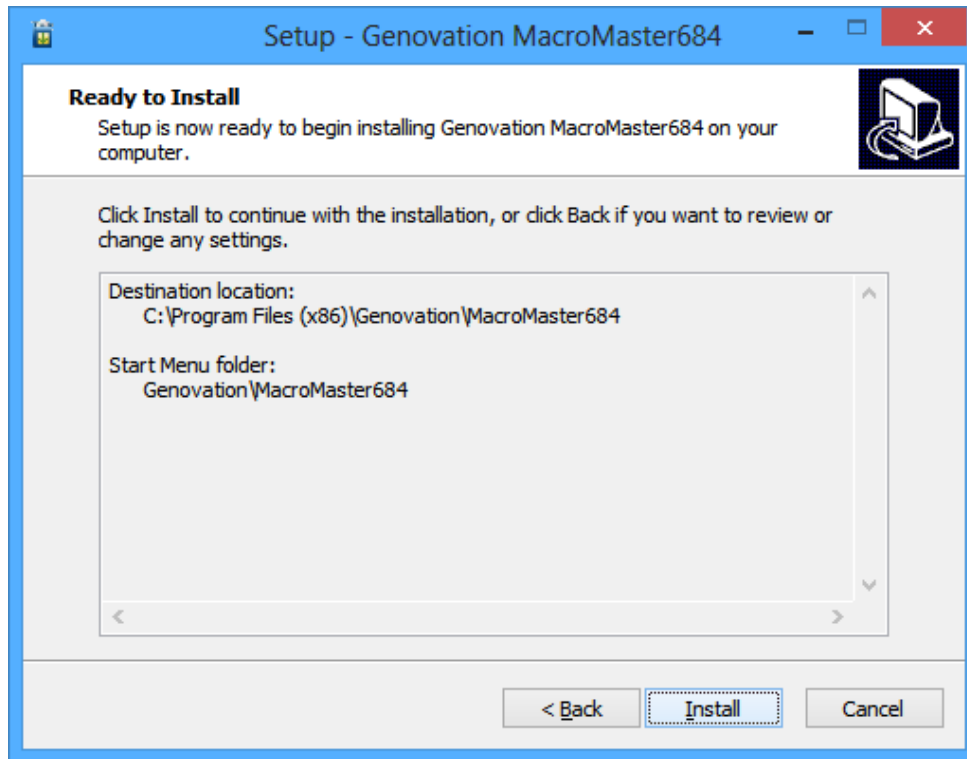 Setup - Genovation MacroMaster684
Ready to Install
Setup is now ready to begin installing Genovation MacroMaster684 on your
computer.
Click Install to continue with the installation, or click Back if you want to review or
change any settings.
Destination location:
C:\Program Files (x86)\Genovation\MacroMaster684
Start Menu folder:
Genovation\MacroMaster684
< Back
Install
Cancel